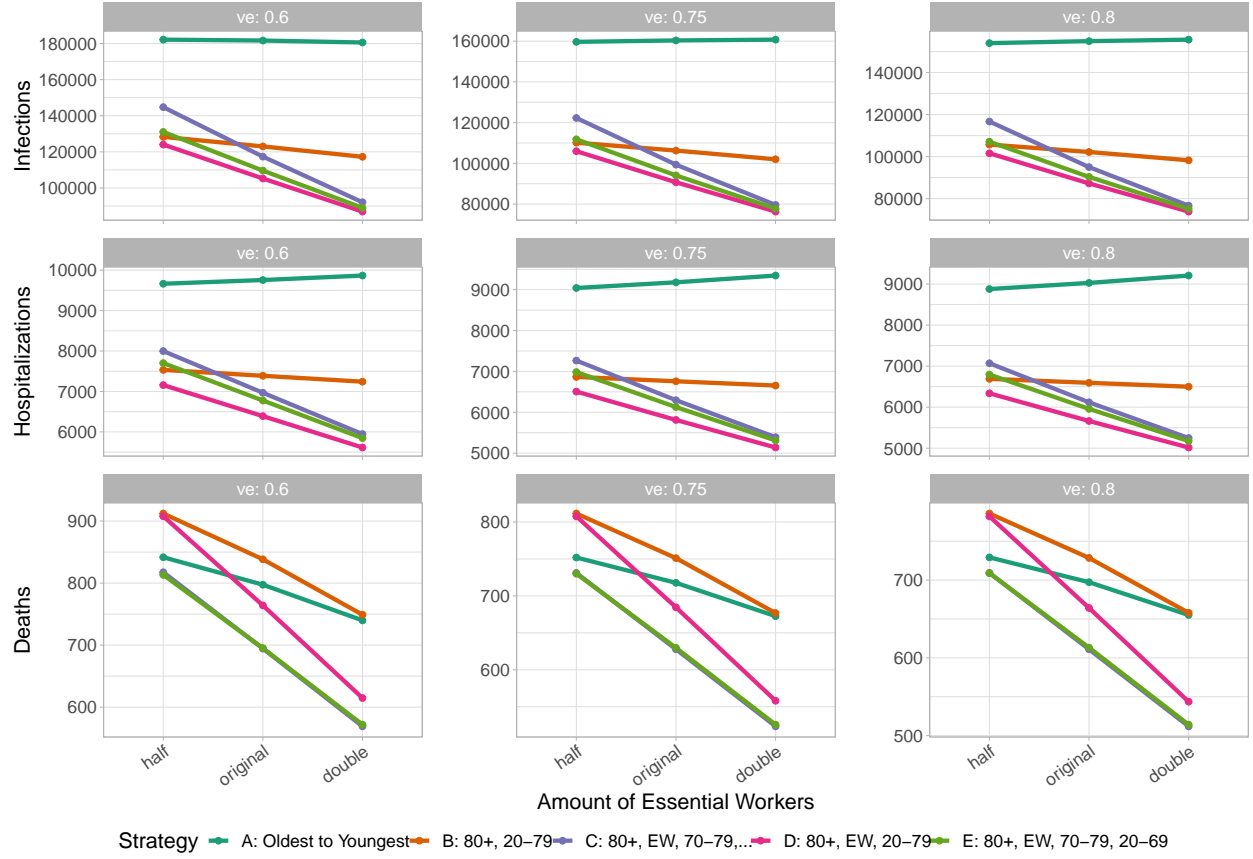 ve: 0.6
ve: 0.75
ve: 0.8
Infections
180000
160000
140000
120000
100000
160000
140000
120000
100000
80000
140000
120000
100000
80000
ve: 0.6
ve: 0.75
ve: 0.8
Hospitalizations
10000
9000
8000
7000
6000
9000
8000
7000
6000
5000
9000
8000
7000
6000
5000
ve: 0.6
ve: 0.75
ve: 0.8
Deaths
900
800
700
600
800
700
600
700
600
500
half
original
double
half
original
double
half
original
double
Amount of Essential Workers
Strategy A: Oldest to Youngest B: 80+, 20−79 C: 80+, EW, 70−79,... D: 80+, EW, 20−79 E: 80+, EW, 70−79, 20−69